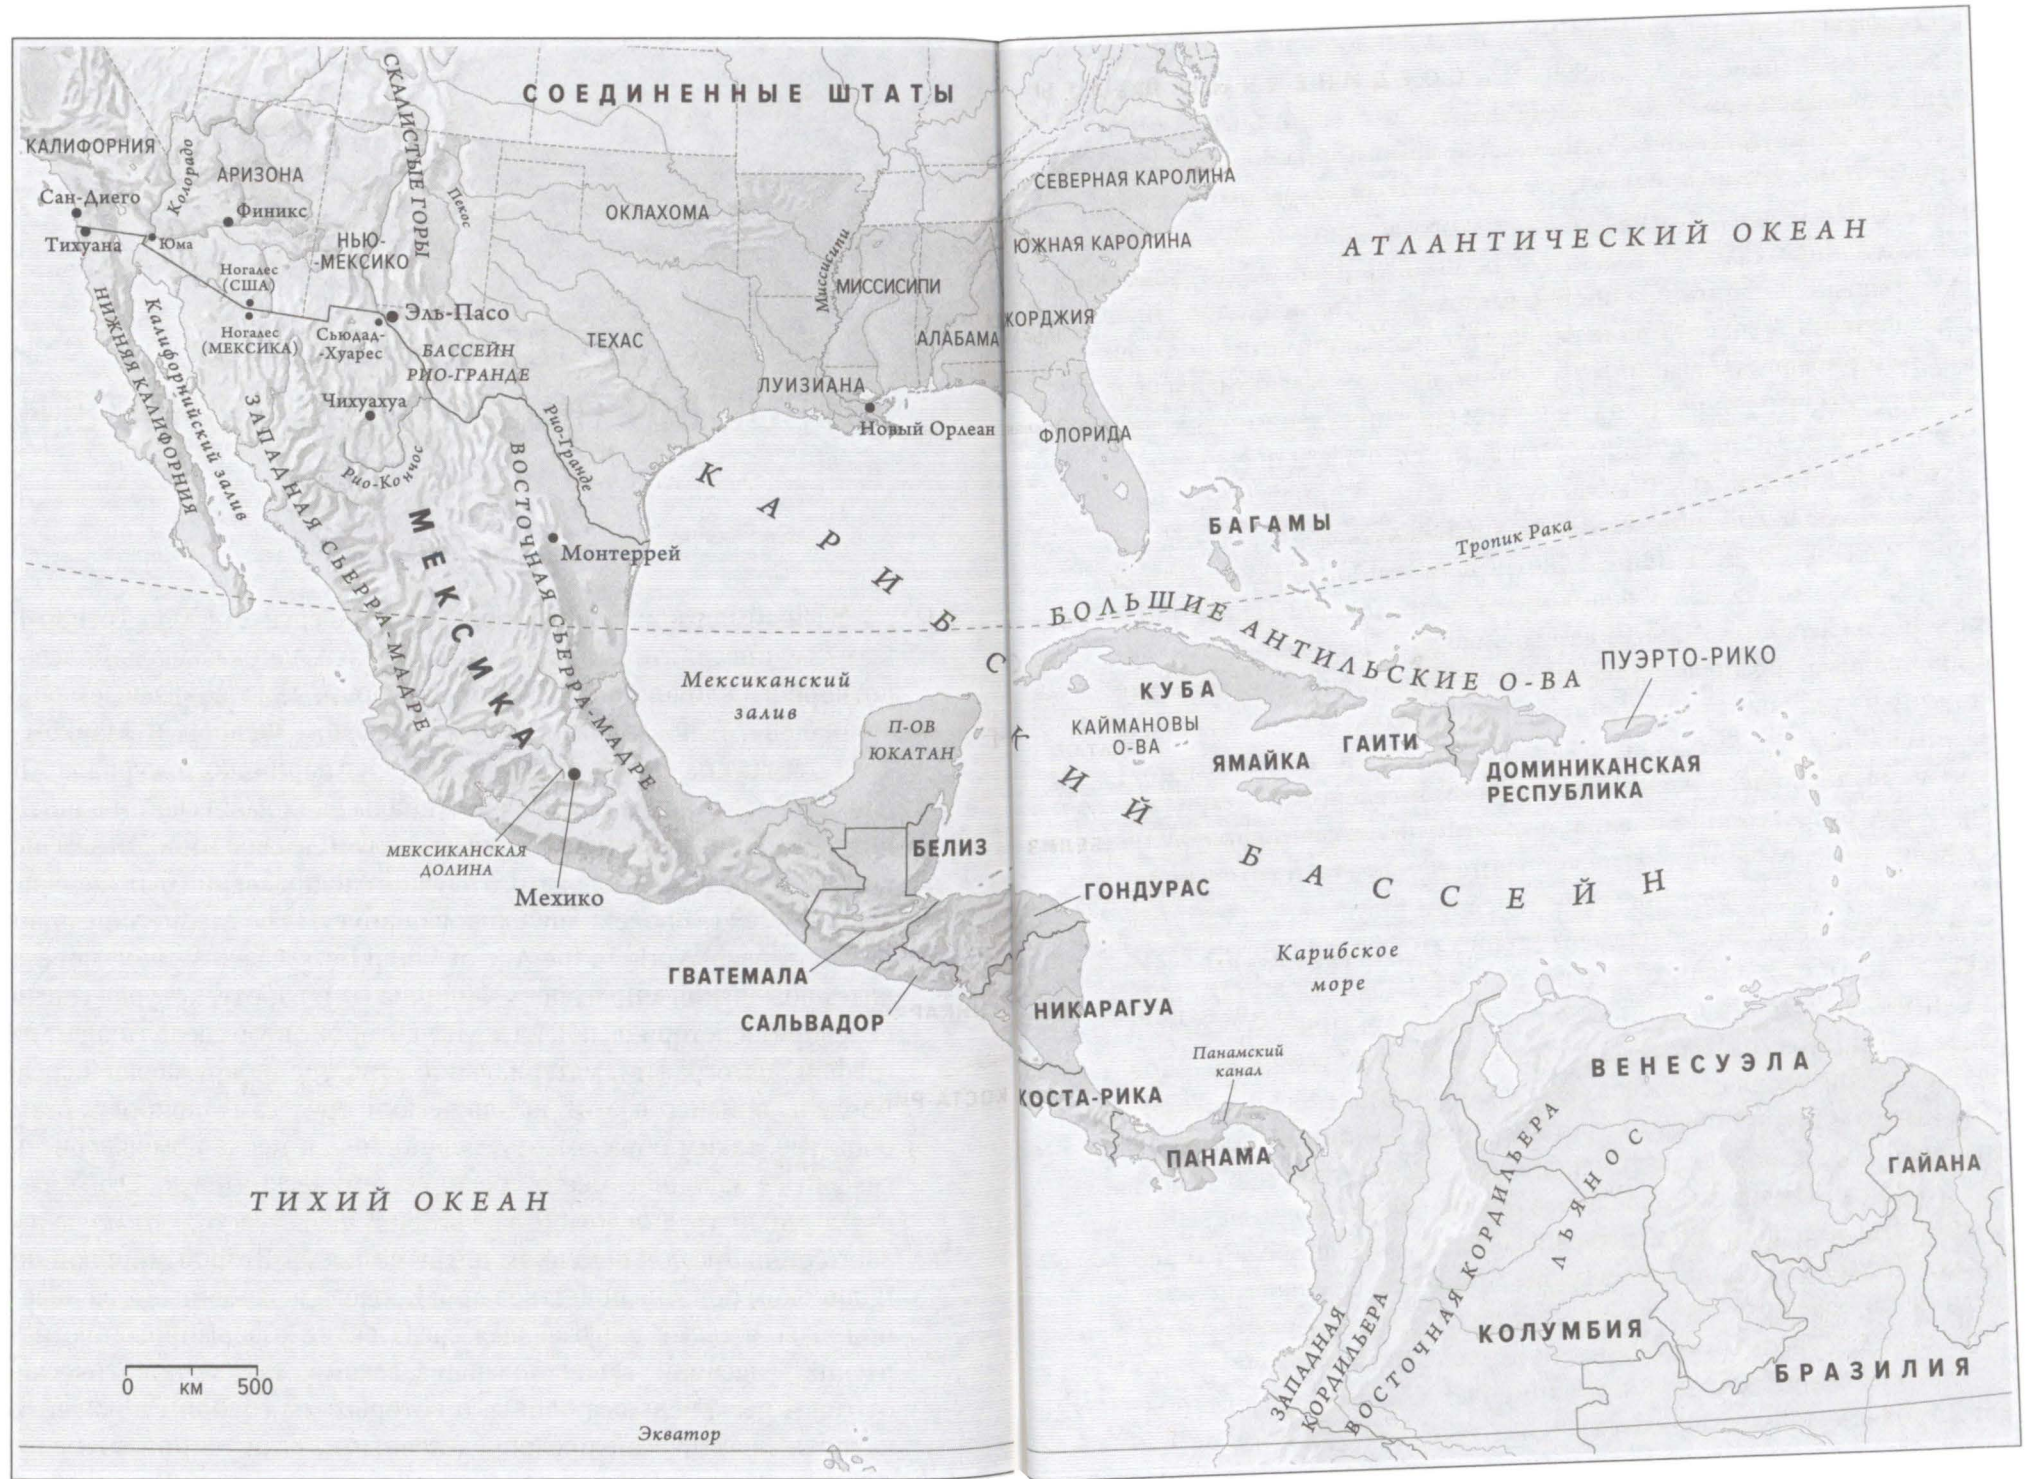 СОЕДИНЕННЫЕ ШТАТЫ
СКАЛИСТЫЕ ГОРЫ
КАЛИФОРНИЯ
Колорадо
АРИЗОНА
Сан-Диего
Финикс
Тихуана
Юма
Пекос
НЬЮ-
-МЕКСИКО
ОКЛАХОМА
Миссисипи
МИССИСИПИ
АЛАБАМА
ТЕХАС
ЛУИЗИАНА
Новый Орлеан
Ногалес
(США)
Ногалес
(МЕКСИКА)
Эль-Пасо
Сьюдад-
-Хуарес
БАССЕЙН
РИО-ГРАНДЕ
Чихуахуа
НИЖНЯЯ КАЛИФОРНИЯ
Калифорнийский залив
ЗАПАДНАЯ СЬЕРРА-МАДРЕ
Рио-Кончос
Рио-Гранде
ВОСТОЧНАЯ СЬЕРРА-МАДРЕ
МЕКСИКА
Монтеррей
КАРИБСКИЙ БАССЕЙН
Мексиканский
залив
П-ОВ
ЮКАТАН
МЕКСИКАНСКАЯ
ДОЛИНА
Мехико
БЕЛИЗ
ГВАТЕМАЛА
САЛЬВАДОР
ТИХИЙ ОКЕАН
0 км 500
Экватор
СЕВЕРНАЯ КАРОЛИНА
ЮЖНАЯ КАРОЛИНА
ЖОРДЖИЯ
ФЛОРИДА
АТЛАНТИЧЕСКИЙ ОКЕАН
БАГАМЫ
Тропик Рака
БОЛЬШИЕ АНТИЛЬСКИЕ О-ВА
ПУЭРТО-РИКО
КУБА
КАЙМАНОВЫ
О-ВА
ЯМАЙКА
ГАИТИ
ДОМИНИКАНСКАЯ
РЕСПУБЛИКА
ГОНДУРАС
Карибское
море
НИКАРАГУА
Панамский
канал
КОСТА-РИКА
ПАНАМА
ВЕНЕСУЭЛА
ГАЙАНА
ЛЬЯНОС
ЗАПАДНАЯ
КОРДИЛЬЕРА
ВОСТОЧНАЯ КОРДИЛЬЕРА
КОЛУМБИЯ
БРАЗИЛИЯ